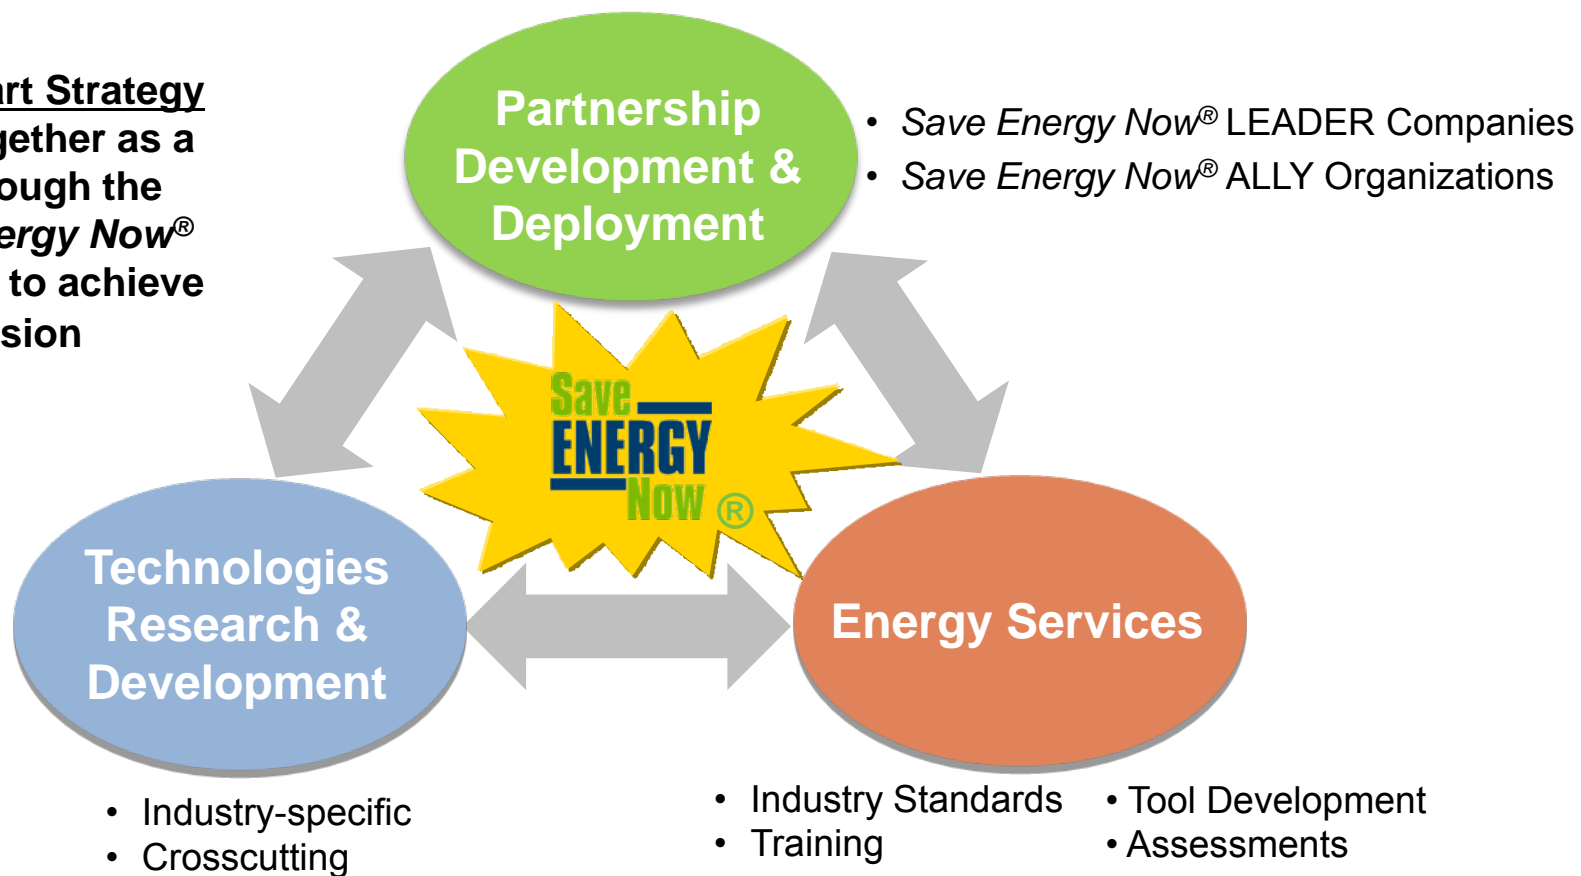 art Strategy
gether as a
ough the
ergy Now®
to achieve
sion
Partnership
Development &
Deployment
• Save Energy Now® LEADER Companies
• Save Energy Now® ALLY Organizations
Save
ENERGY
Now ®
Technologies
Research &
Development
Energy Services
• Industry-specific
• Crosscutting
• Industry Standards
• Training
• Tool Development
• Assessments